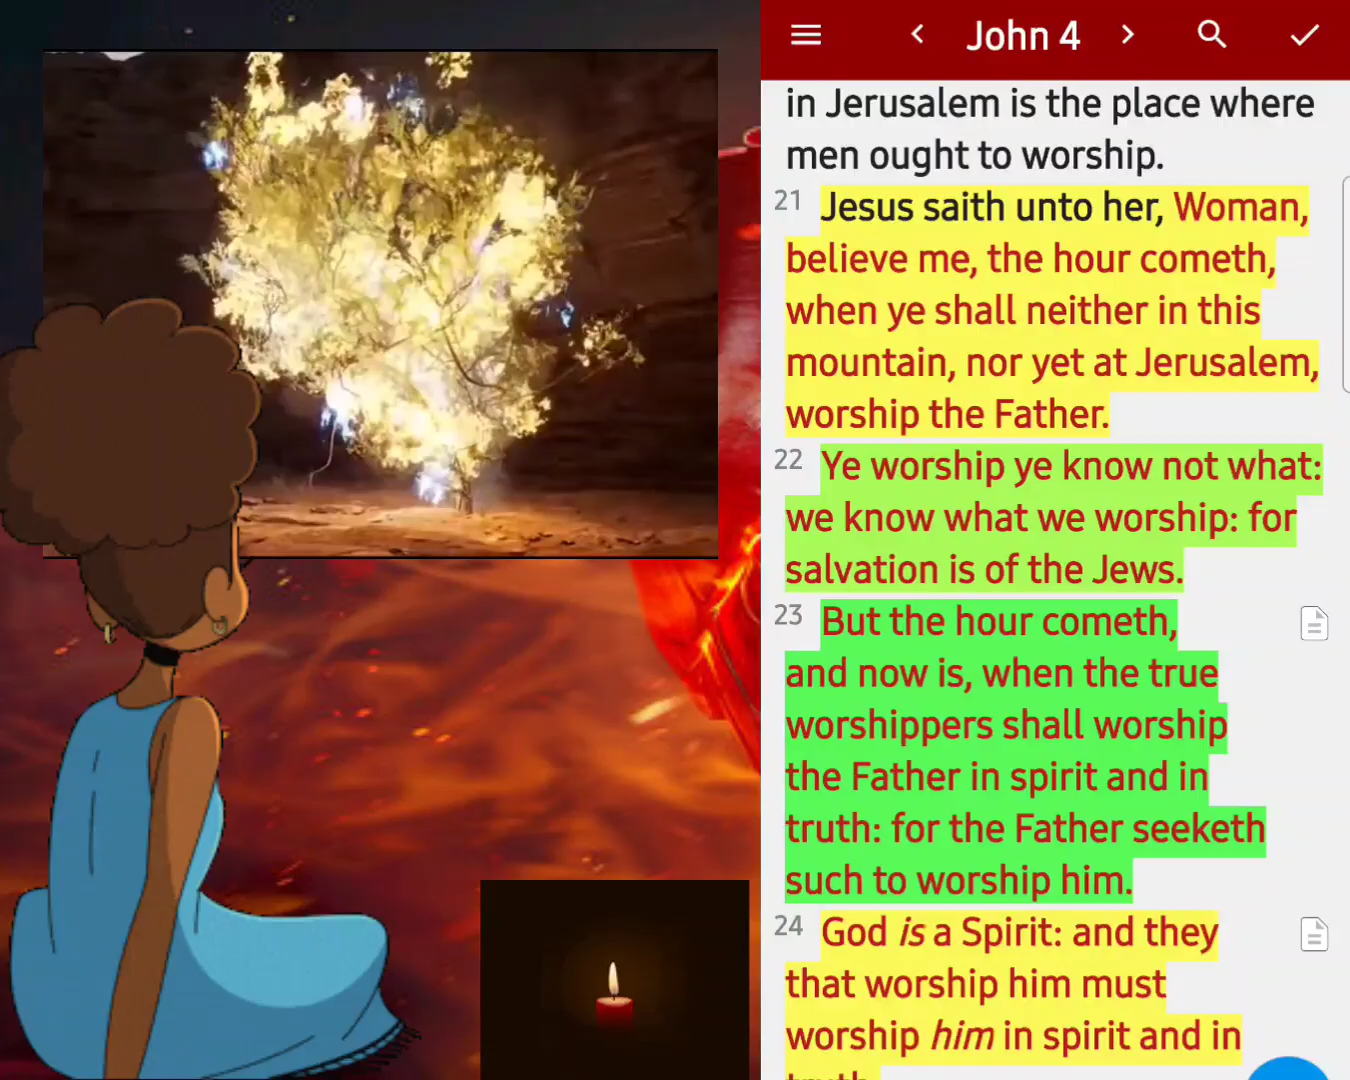 John 4
in Jerusalem is the place where
men ought to worship.
21 Jesus saith unto her, Woman,
believe me, the hour cometh,
when ye shall neither in this
mountain, nor yet at Jerusalem,
worship the Father.
22 Ye worship ye know not what:
we know what we worship: for
salvation is of the Jews.
23 But the hour cometh,
and now is, when the true
worshippers shall worship
the Father in spirit and in
truth: for the Father seeketh
such to worship him.
24 God is a Spirit: and they
that worship him must
worship him in spirit and in